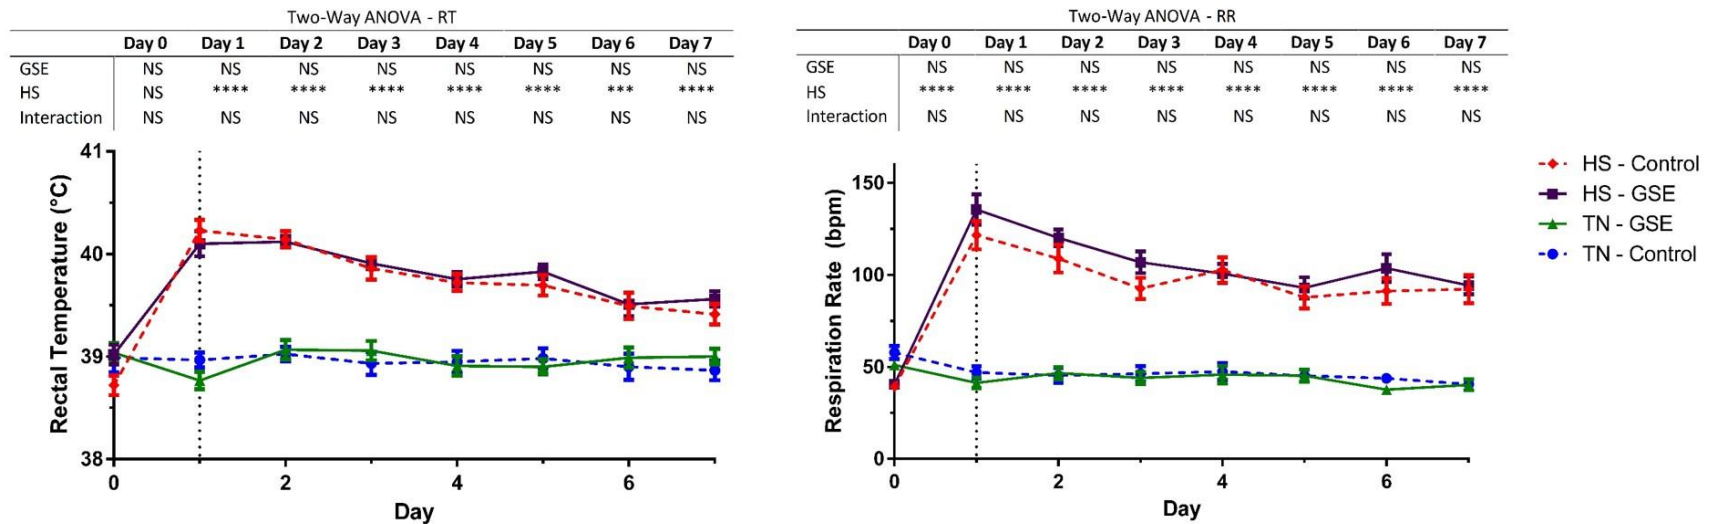 Two-Way ANOVA - RT
Day 0 Day 1 Day 2 Day 3 Day 4 Day 5 Day 6 Day 7
GSE NS NS NS NS NS NS NS NS
HS NS **** **** **** **** **** *** ****
Interaction NS NS NS NS NS NS NS NS
41
40
39
38
0 2 4 6
Rectal Temperature (°C)
Day
Two-Way ANOVA - RR
Day 0 Day 1 Day 2 Day 3 Day 4 Day 5 Day 6 Day 7
GSE NS NS NS NS NS NS NS NS
HS **** **** **** **** **** **** **** ****
Interaction NS NS NS NS NS NS NS NS
150
100
50
0
0 2 4 6
Respiration Rate (bpm)
Day
HS - Control
HS - GSE
TN - GSE
TN - Control